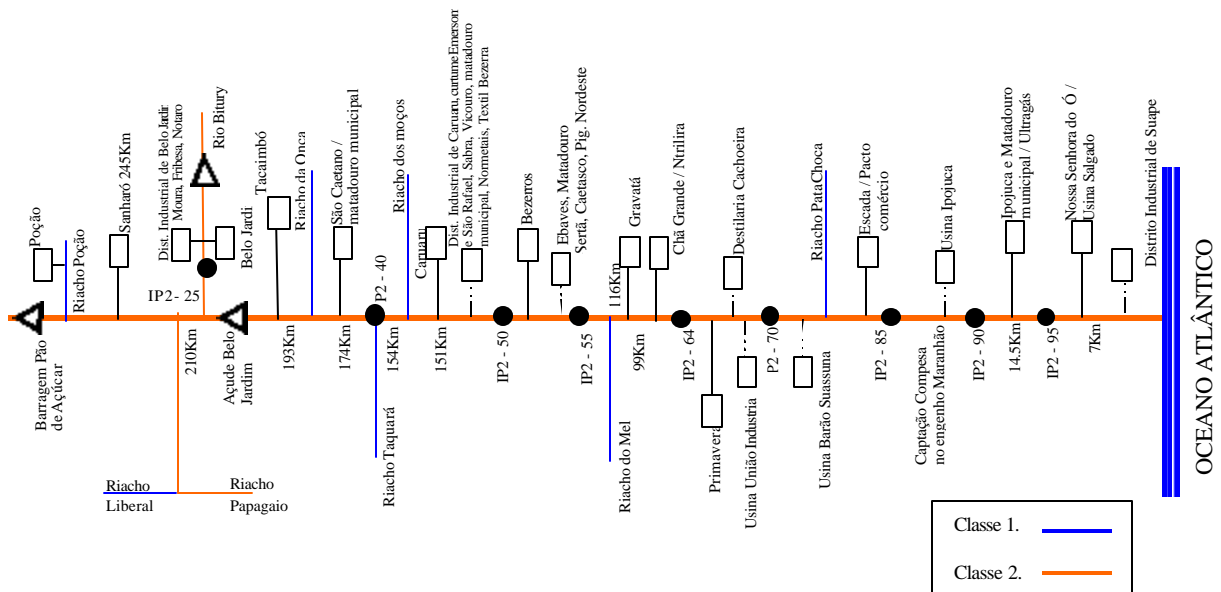 Poção
Riacho Poção
Barragem Pão
de Açúcar
Sanharó 245Km
Dist. Industrial de Belo Jardin
Moura, Fribesa, Notaro
Rio Bitury
Belo Jardi
IP2 - 25
210Km
Açude Belo
Jardim
Riacho
Liberal
Riacho
Papagaio
Tacaimbó
193Km
Riacho da Onca
São Caetano /
matadouro municipal
174Km
P2 - 40
Riacho Taquará
154Km
Riacho dos moços
Caruaru
151Km
Dist. Industrial de Caruaru, curtume Emerson
e São Rafael, Sabra, Vicouro, matadouro
municipal, Nometais, Textil Bezerra
IP2 - 50
Bezerros
Ebaves, Matadouro
Sertã, Caetasco, Pig. Nordeste
IP2 - 55
116Km
Riacho do Mel
Gravatá
99Km
Chã Grande / Ntrilira
IP2 - 64
Primavera
Destilaria Cachoeira
Usina União Industria
P2 - 70
Usina Barão Suassuna
Riacho Pata Choca
Escada / Pacto
comércio
IP2 - 85
Captação Compesa
no engenho Maranhão
Usina Ipojuca
IP2 - 90
Ipojuca e Matadouro
municipal / Ultragás
14.5Km
IP2 - 95
Nossa Senhora do Ó /
Usina Salgado
7Km
Distrito Industrial de Suape
OCEANO ATLÂNTICO
Classe 1.
Classe 2.